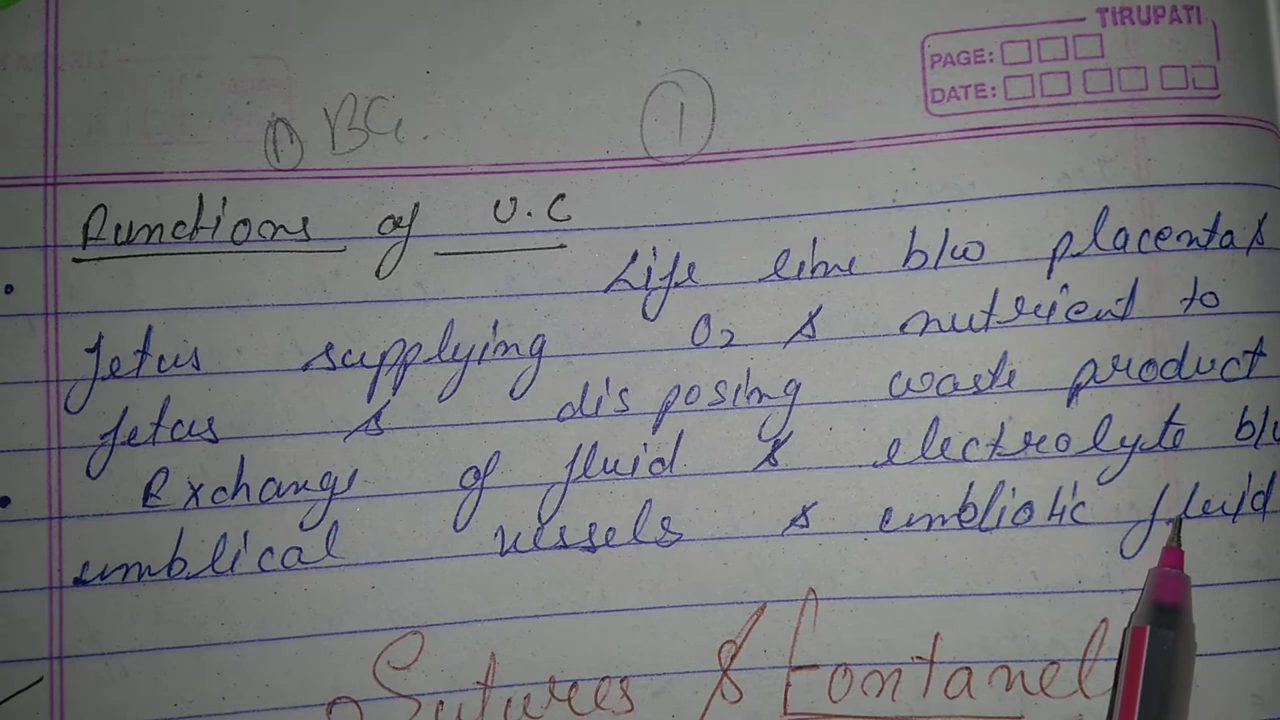 TIRUPATI
PAGE:
DATE:
① BG.
①
Functions of U.C
Life line b/w placenta &
fetus supplying O2 & nutrient to
fetus & disposing waste product
Exchange of fluid & electrolyte b/w
umblical vessels & umbliotic fluid
Sutures & Fontanel